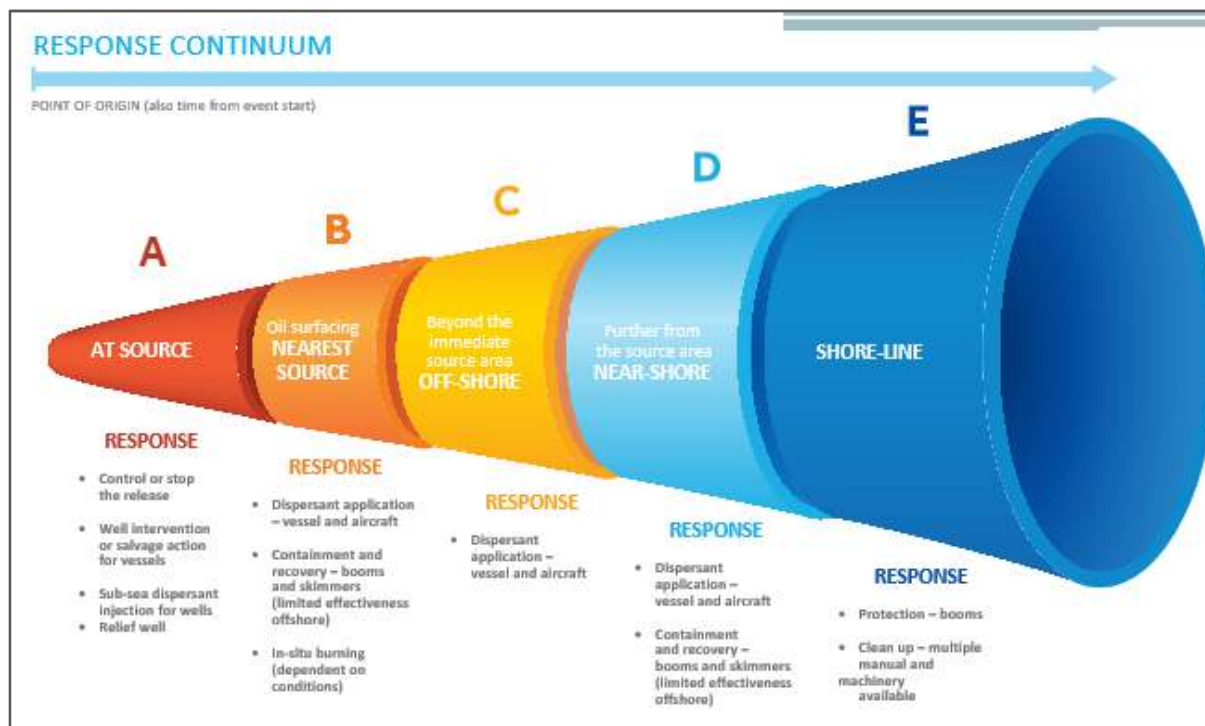 RESPONSE CONTINUUM
POINT OF ORIGIN (also time from event start)
A
B
C
D
E
AT SOURCE
Oil surfacing
NEAREST
SOURCE
Beyond the
immediate
source area
OFF-SHORE
Further from
the source area
NEAR-SHORE
SHORE-LINE
RESPONSE
• Control or stop
the release
• Well intervention
or salvage action
for vessels
• Sub-sea dispersant
injection for wells
• Relief well
RESPONSE
• Dispersant application
– vessel and aircraft
• Containment and
recovery – booms
and skimmers
(limited effectiveness
offshore)
• In-situ burning
(dependent on
conditions)
RESPONSE
• Dispersant
application –
vessel and aircraft
RESPONSE
• Dispersant
application –
vessel and aircraft
• Containment
and recovery –
booms and skimmers
(limited effectiveness
offshore)
RESPONSE
• Protection – booms
• Clean up – multiple
manual and
machinery
available